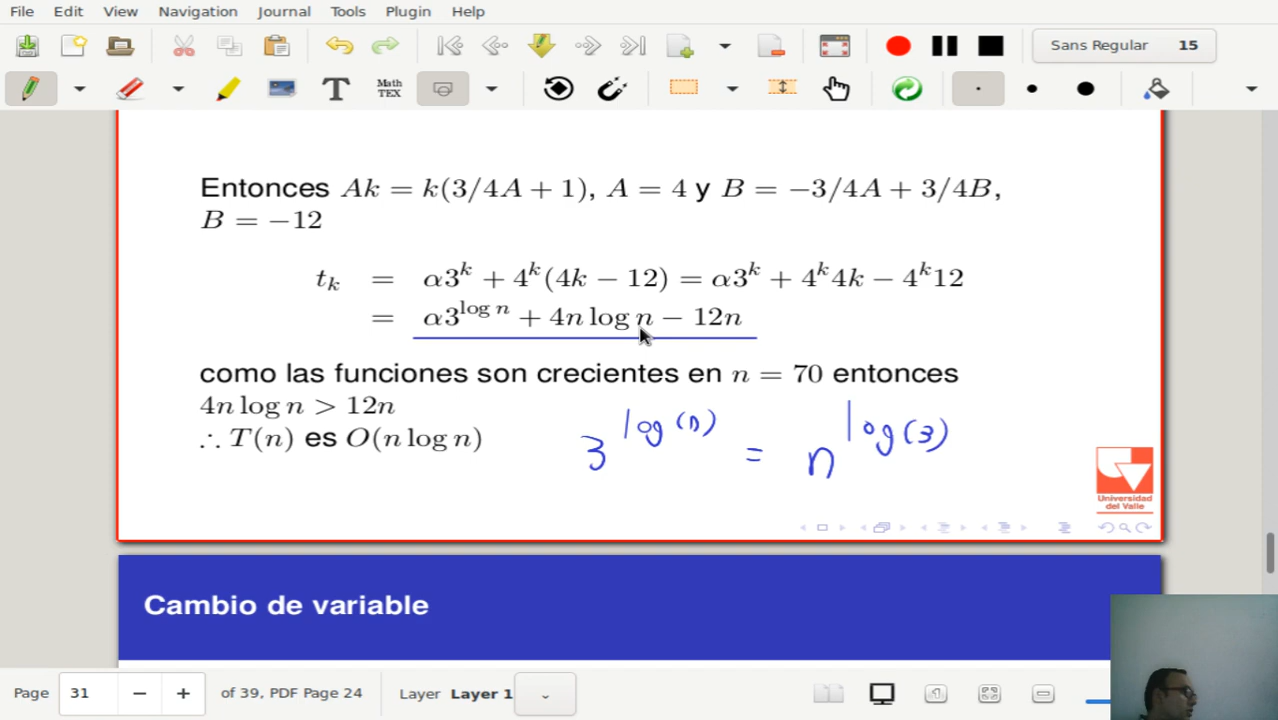 File Edit View Navigation Journal Tools Plugin Help
Sans Regular 15
T Math TEX
Entonces Ak = k(3/4A + 1), A = 4 y B = −3/4A + 3/4B,
B = −12
t_k = α3^k + 4^k(4k − 12) = α3^k + 4^k4k − 4^k12
= α3^{log n} + 4n log n − 12n
como las funciones son crecientes en n = 70 entonces
4n log n > 12n
∴ T(n) es O(n log n)
3^{log(n)} = n^{log(3)}
Universidad
del Valle
Cambio de variable
Page 31 of 39, PDF Page 24 Layer Layer 1